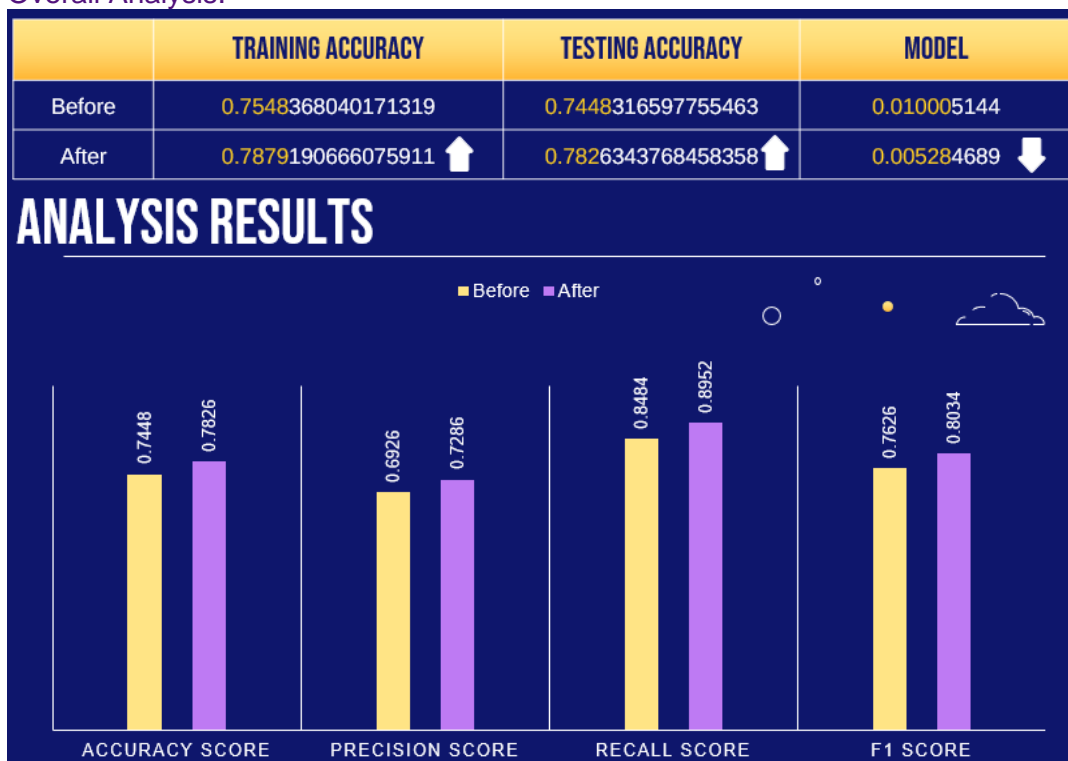 Overall Analysis:
TRAINING ACCURACY TESTING ACCURACY MODEL
Before 0.7548368040171319 0.7448316597755463 0.010005144
After 0.7879190666075911 0.7826343768458358 0.005284689
ANALYSIS RESULTS
Before After
0.7448 0.7826 0.6926 0.7286 0.8484 0.8952 0.7626 0.8034
ACCURACY SCORE PRECISION SCORE RECALL SCORE F1 SCORE